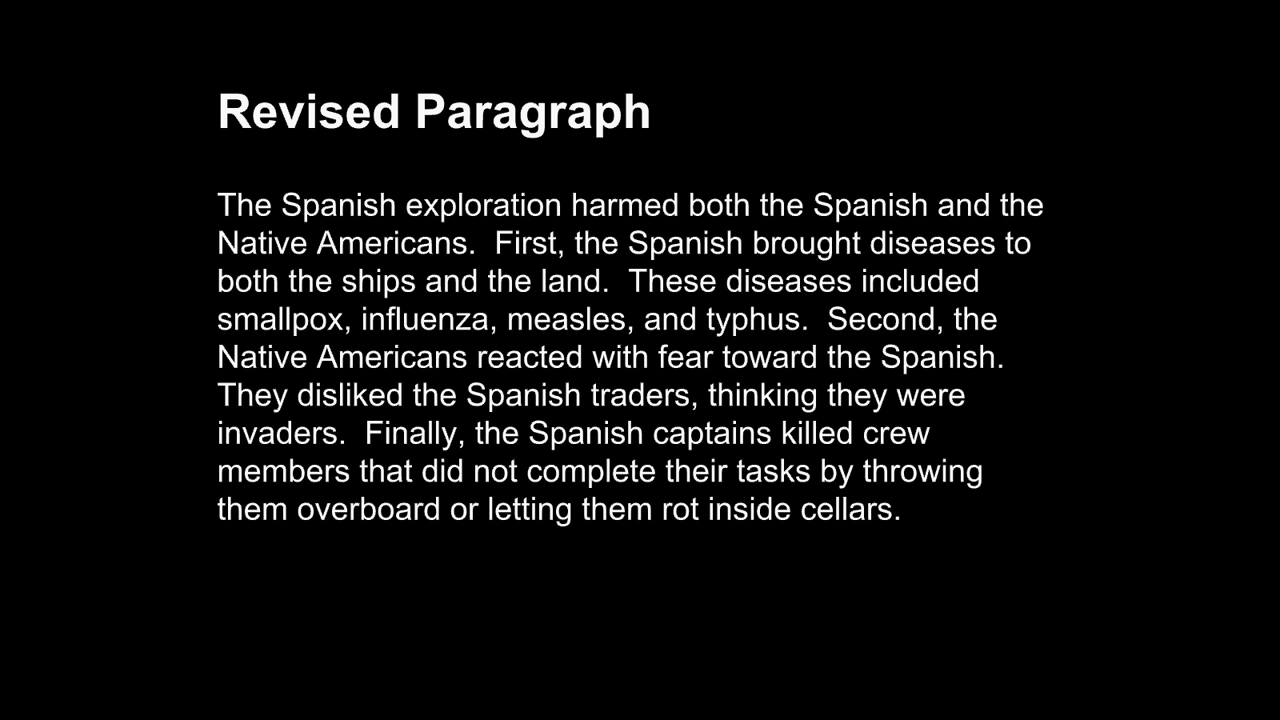 Revised Paragraph
The Spanish exploration harmed both the Spanish and the
Native Americans.  First, the Spanish brought diseases to
both the ships and the land.  These diseases included
smallpox, influenza, measles, and typhus.  Second, the
Native Americans reacted with fear toward the Spanish.
They disliked the Spanish traders, thinking they were
invaders.  Finally, the Spanish captains killed crew
members that did not complete their tasks by throwing
them overboard or letting them rot inside cellars.